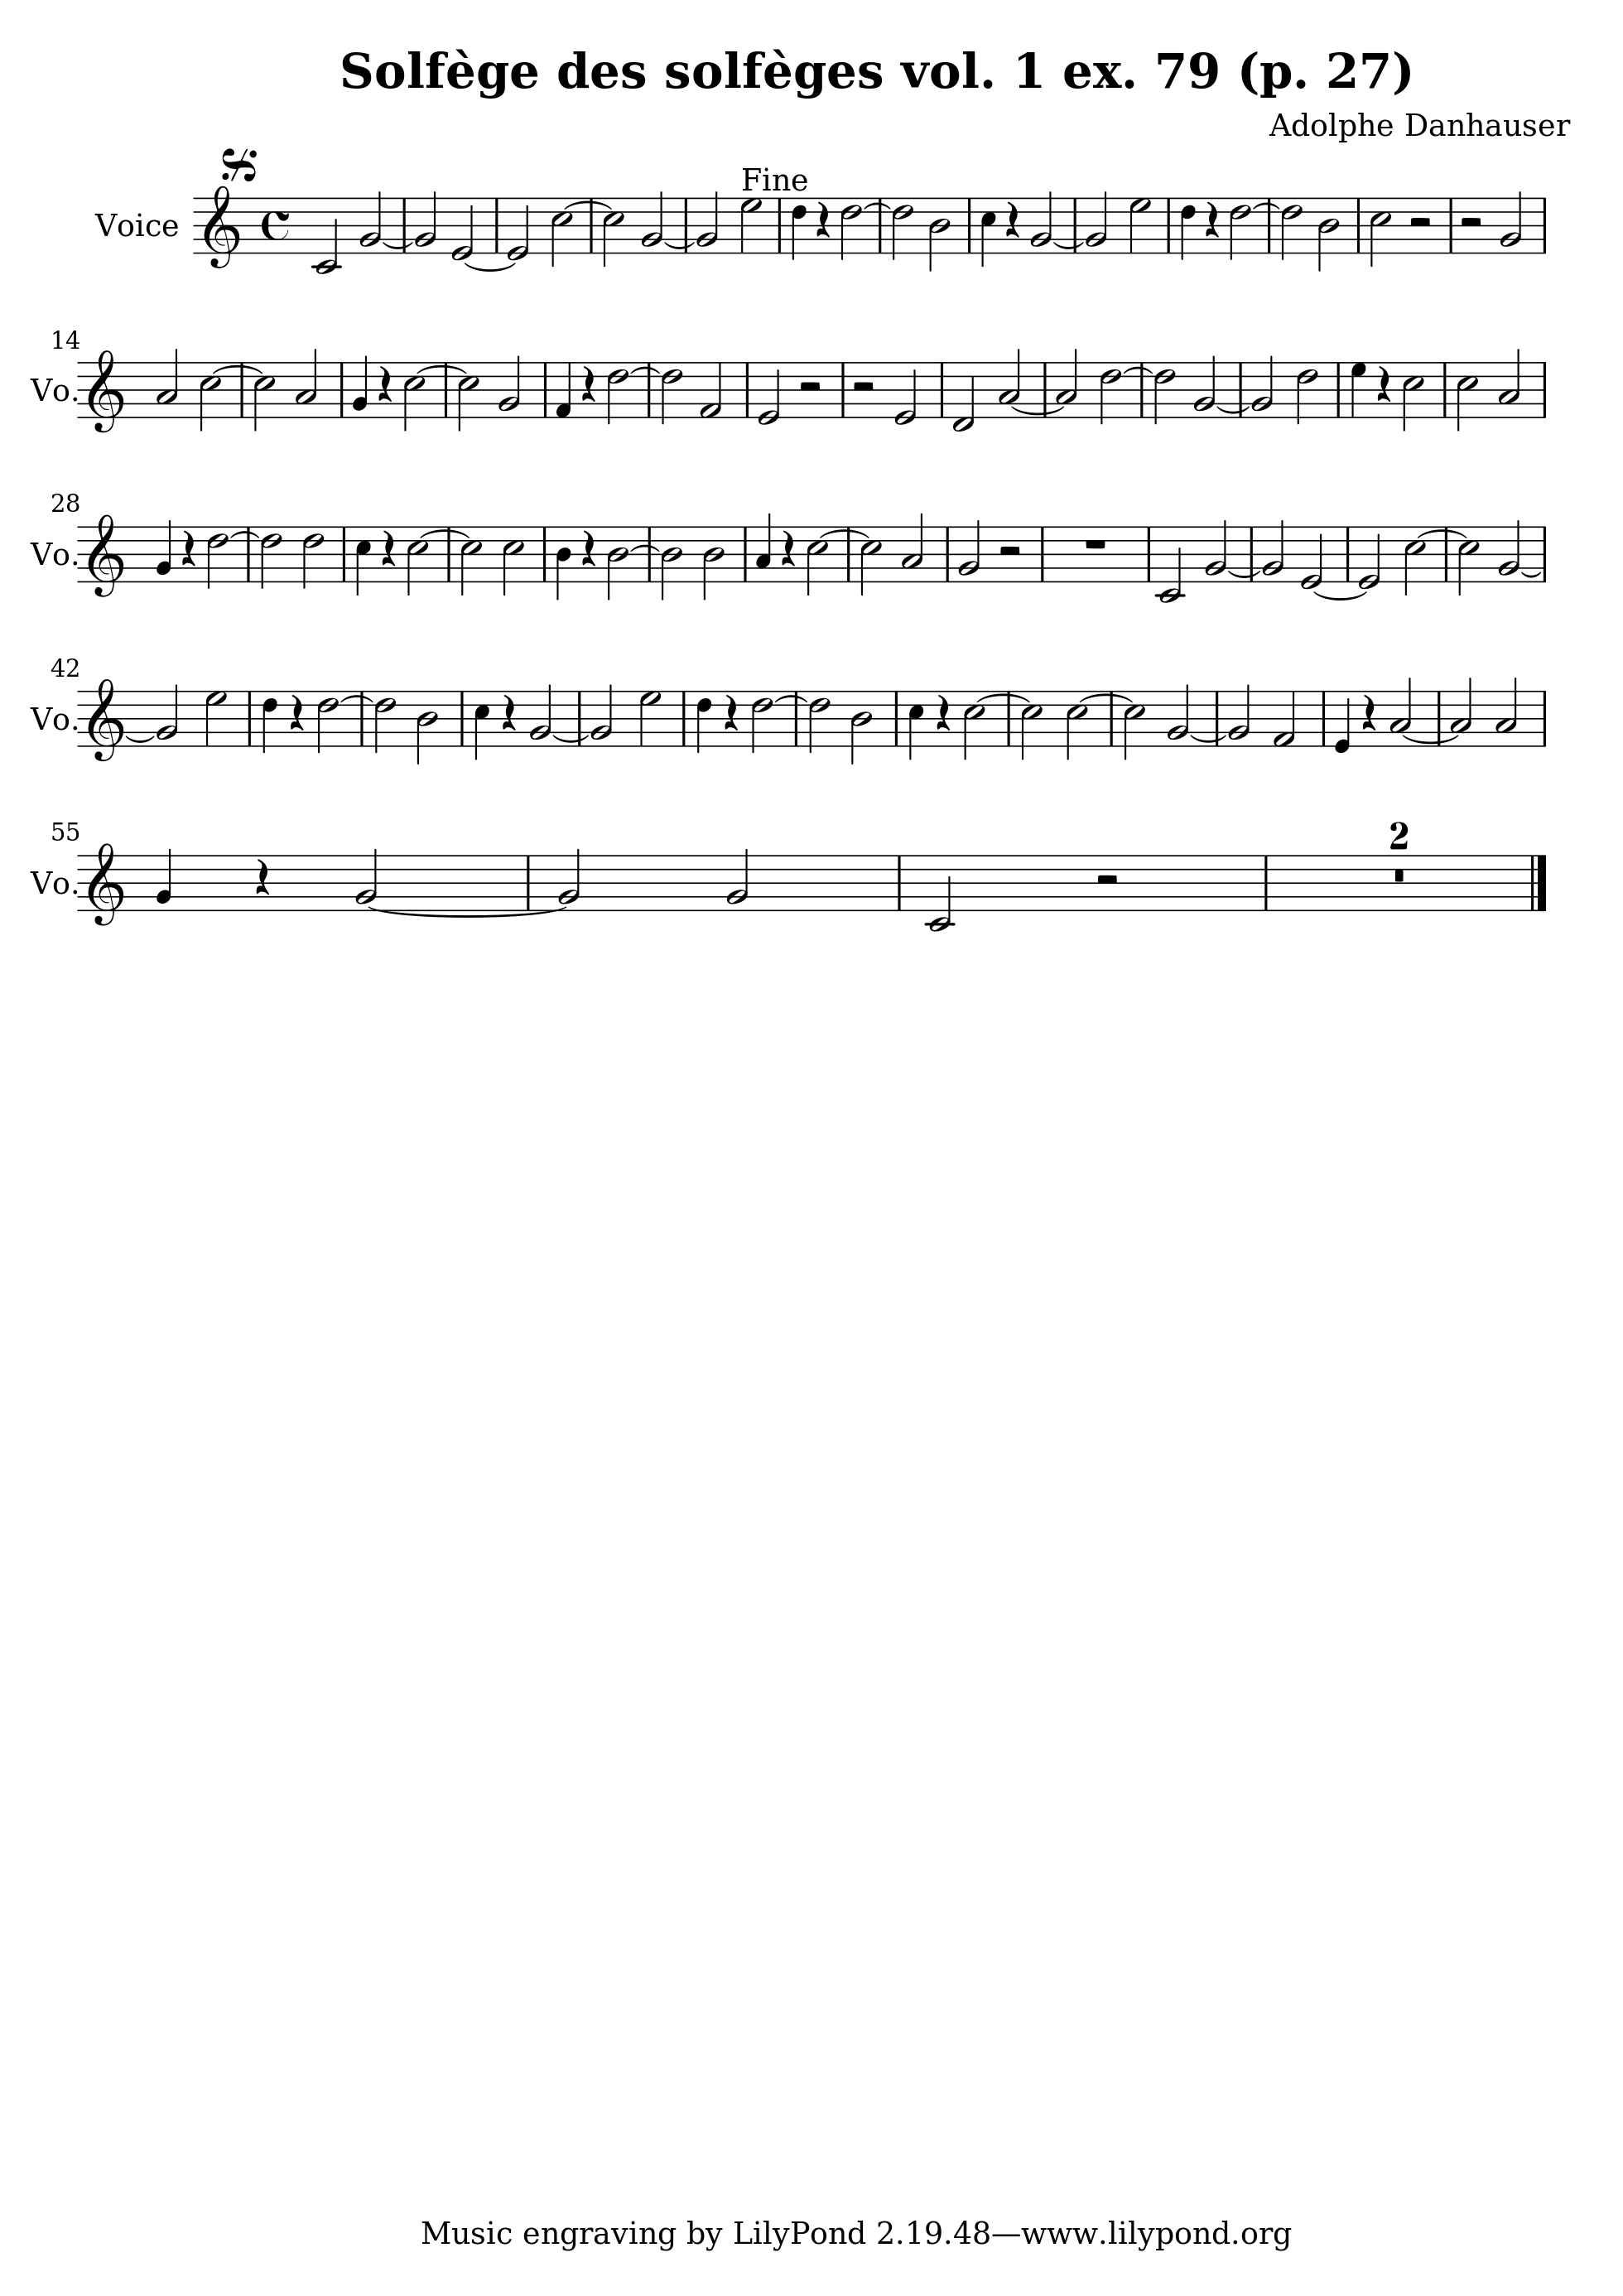 Solfège des solfèges vol. 1 ex. 79 (p. 27)
Adolphe Danhauser
Fine
Voice
14
Vo.
28
Vo.
42
Vo.
55
2
Vo.
Music engraving by LilyPond 2.19.48—www.lilypond.org